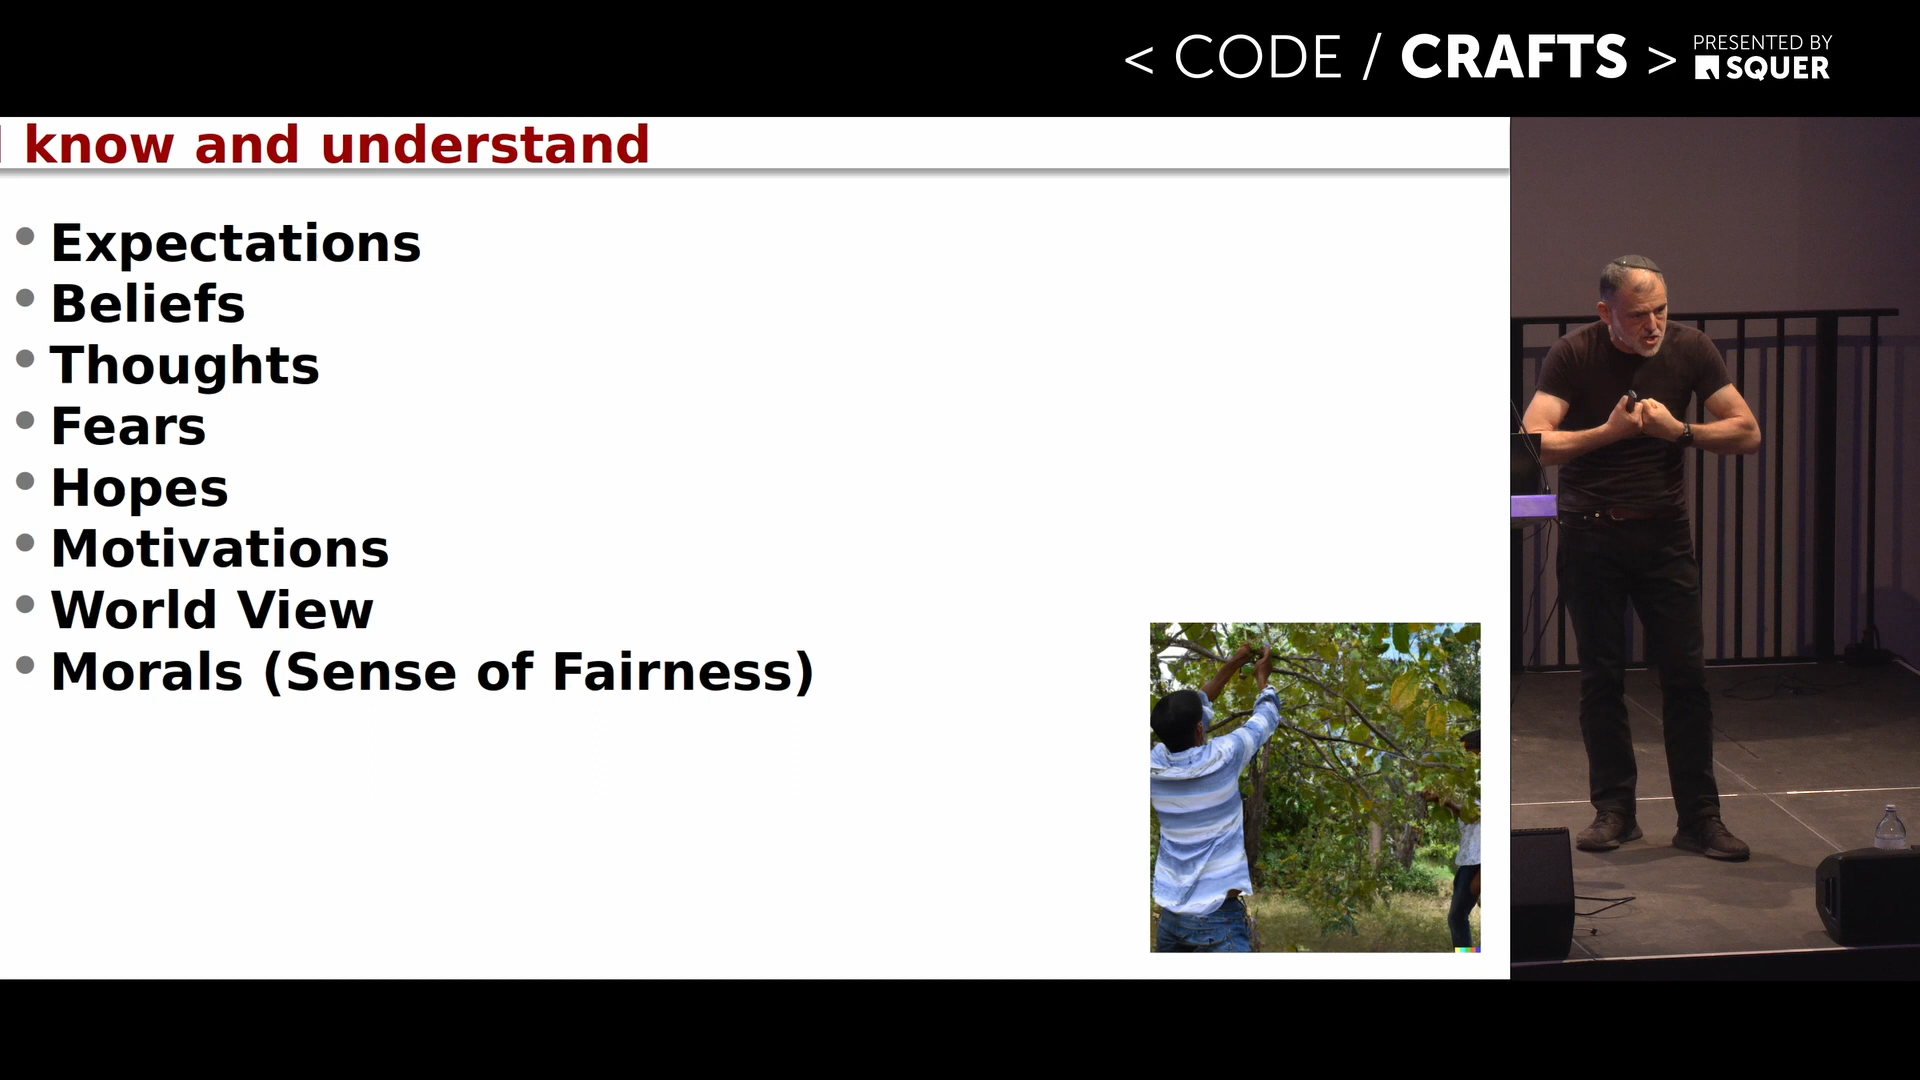 < CODE / CRAFTS > PRESENTED BY SQUER
I know and understand
• Expectations
• Beliefs
• Thoughts
• Fears
• Hopes
• Motivations
• World View
• Morals (Sense of Fairness)